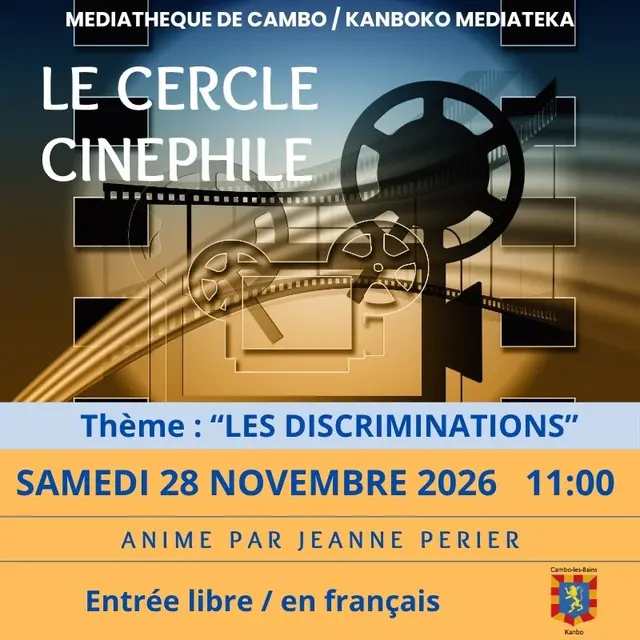 MEDIATHEQUE DE CAMBO / KANBOKO MEDIATEKA
LE CERCLE
CINEPHILE
Thème : “LES DISCRIMINATIONS”
SAMEDI 28 NOVEMBRE 2026 11:00
ANIME PAR JEANNE PERIER
Entrée libre / en français
Cambo-les-Bains
Kanbo